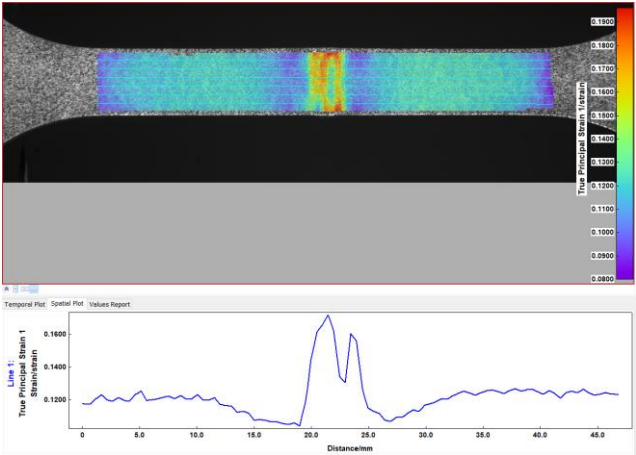 0.1900
0.1800
0.1700
0.1600
0.1500
0.1400
0.1300
0.1200
0.1100
0.1000
0.0900
0.0800
True Principal Strain 1/strain
Temporal Plot Spatial Plot Values Report
Line 1:
True Principal Strain 1
Strain/strain
0.1600
0.1200
0 5.0 10.0 15.0 20.0 25.0 30.0 35.0 40.0 45.0
Distance/mm